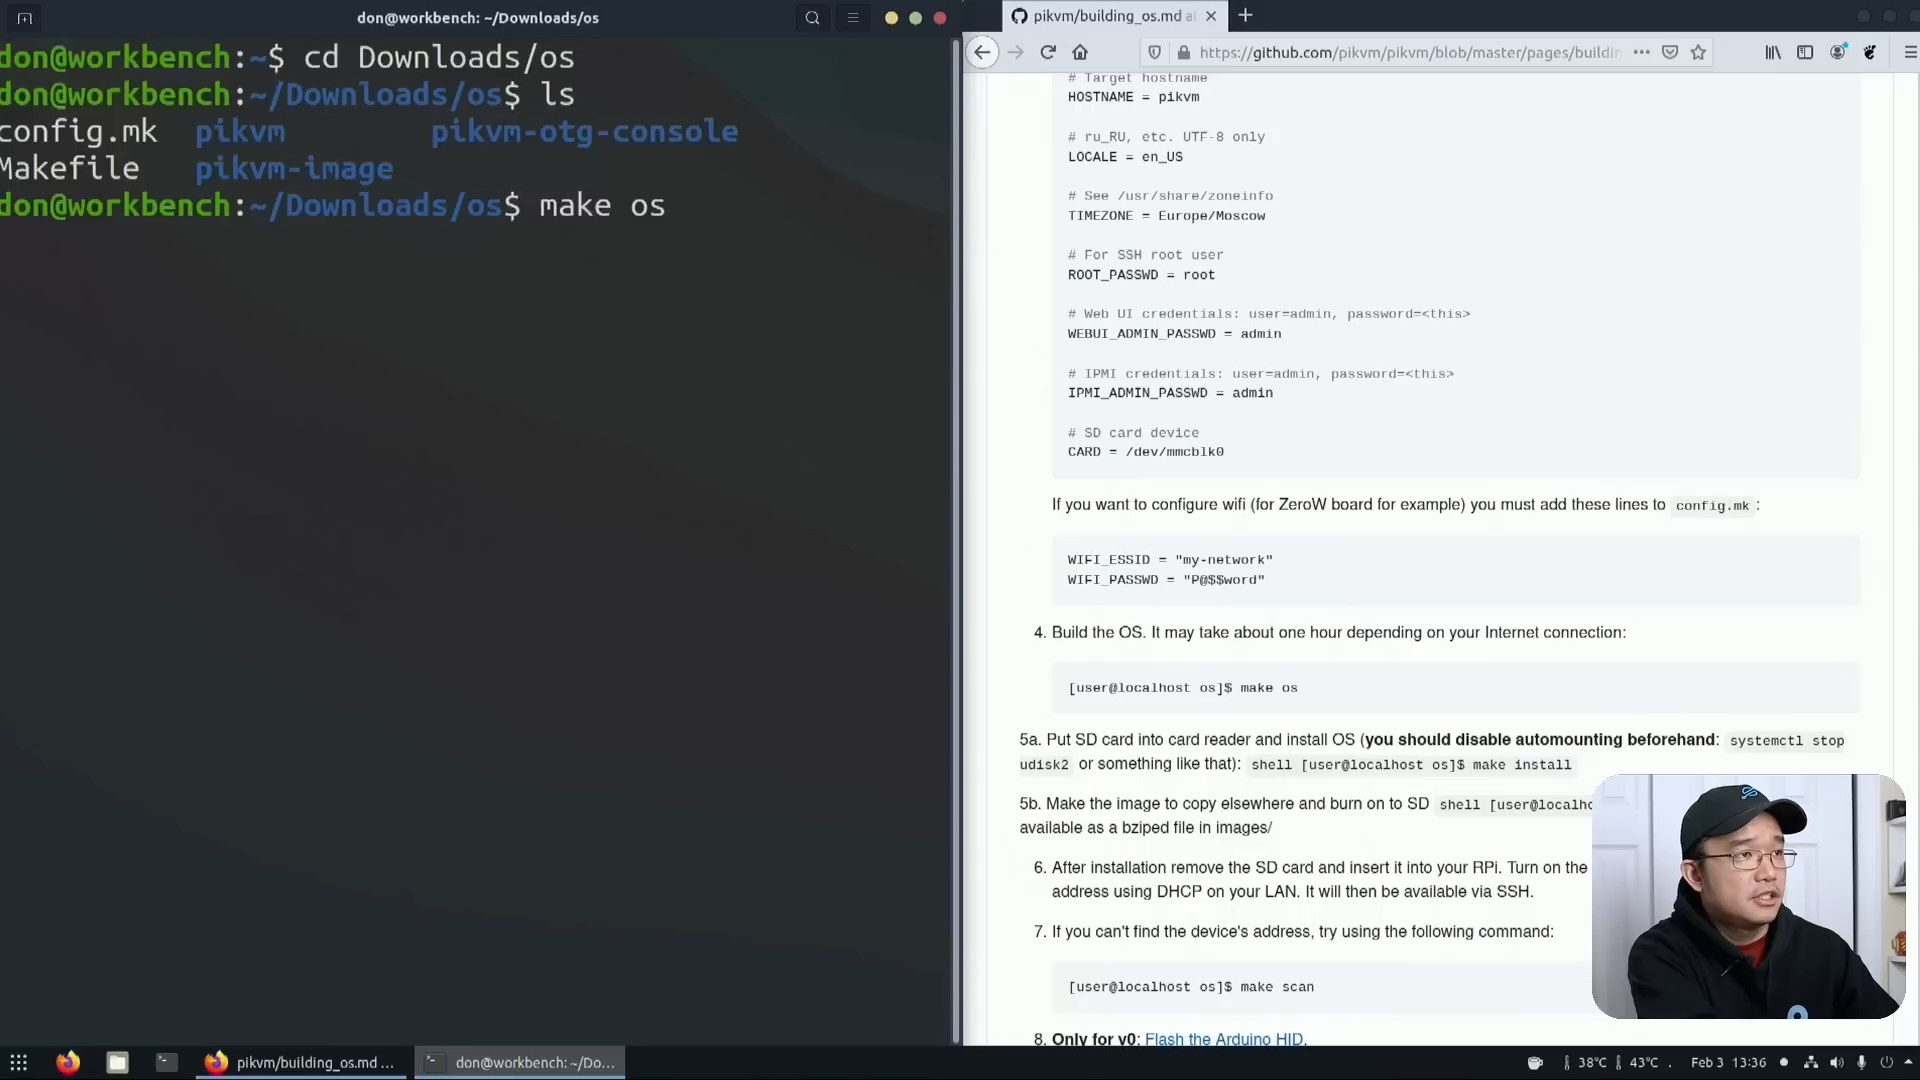 don@workbench: ~/Downloads/os
don@workbench:~$ cd Downloads/os
don@workbench:~/Downloads/os$ ls
config.mk pikvm pikvm-otg-console
Makefile pikvm-image
don@workbench:~/Downloads/os$ make os
pikvm/building_os.md at
https://github.com/pikvm/pikvm/blob/master/pages/buildin
# Target hostname
HOSTNAME = pikvm
# ru_RU, etc. UTF-8 only
LOCALE = en_US
# See /usr/share/zoneinfo
TIMEZONE = Europe/Moscow
# For SSH root user
ROOT_PASSWD = root
# Web UI credentials: user=admin, password=<this>
WEBUI_ADMIN_PASSWD = admin
# IPMI credentials: user=admin, password=<this>
IPMI_ADMIN_PASSWD = admin
# SD card device
CARD = /dev/mmcblk0
If you want to configure wifi (for ZeroW board for example) you must add these lines to config.mk :
WIFI_ESSID = "my-network"
WIFI_PASSWD = "P@$$word"
4. Build the OS. It may take about one hour depending on your Internet connection:
[user@localhost os]$ make os
5a. Put SD card into card reader and install OS (you should disable automounting beforehand: systemctl stop
udisk2 or something like that): shell [user@localhost os]$ make install
5b. Make the image to copy elsewhere and burn on to SD shell [user@localho
available as a bziped file in images/
6. After installation remove the SD card and insert it into your RPi. Turn on the
address using DHCP on your LAN. It will then be available via SSH.
7. If you can't find the device's address, try using the following command:
[user@localhost os]$ make scan
8. Only for v0: Flash the Arduino HID.
pikvm/building_os.md ...
don@workbench: ~/Do...
38°C 43°C . Feb 3 13:36